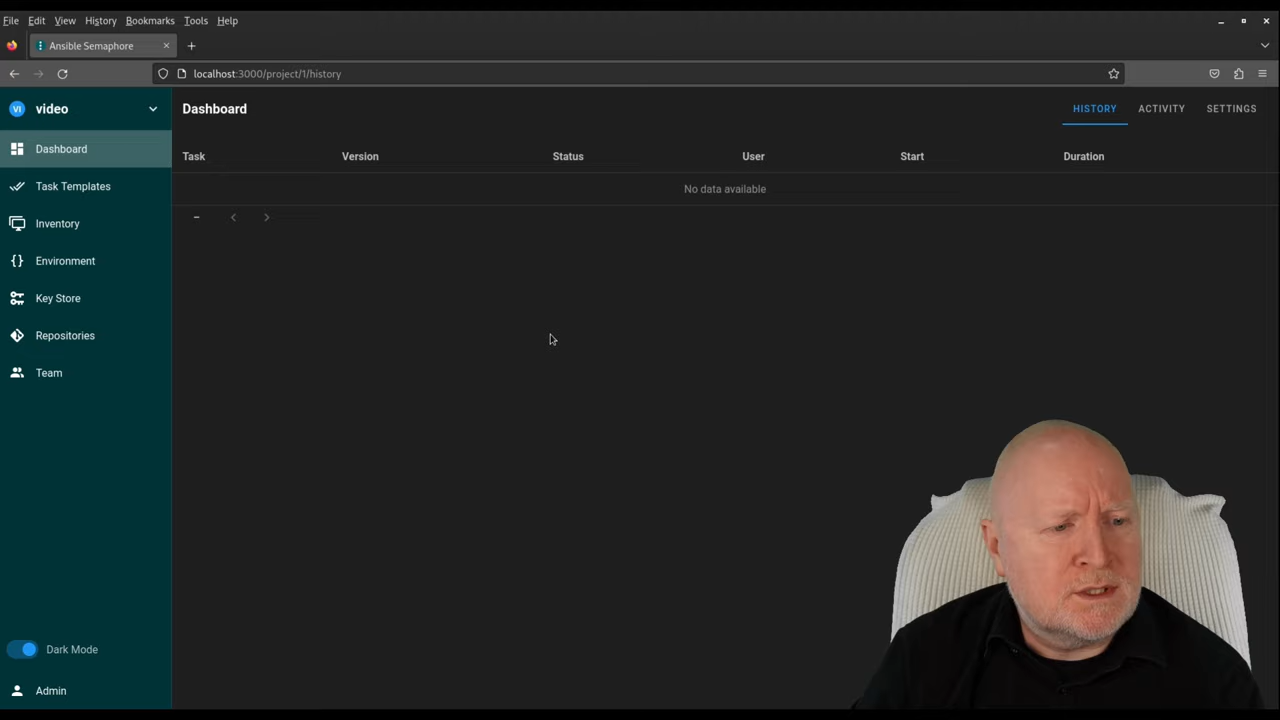 File Edit View History Bookmarks Tools Help
Ansible Semaphore
localhost:3000/project/1/history
VI video
Dashboard
HISTORY ACTIVITY SETTINGS
Dashboard
Task Version Status User Start Duration
Task Templates
No data available
Inventory
Environment
Key Store
Repositories
Team
Dark Mode
Admin